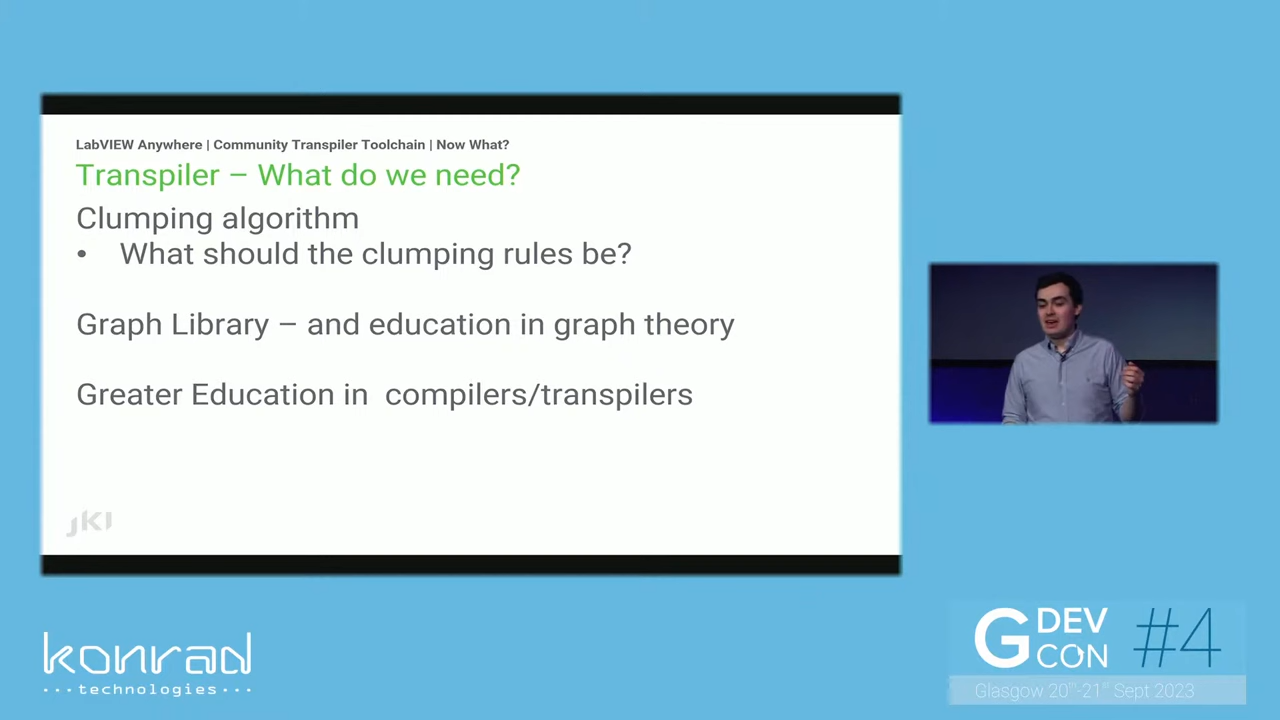 LabVIEW Anywhere | Community Transpiler Toolchain | Now What?
Transpiler – What do we need?
Clumping algorithm
• What should the clumping rules be?
Graph Library – and education in graph theory
Greater Education in compilers/transpilers
JKI
konrad
···technologies···
G DEV CON #4
Glasgow 20th-21st Sept 2023